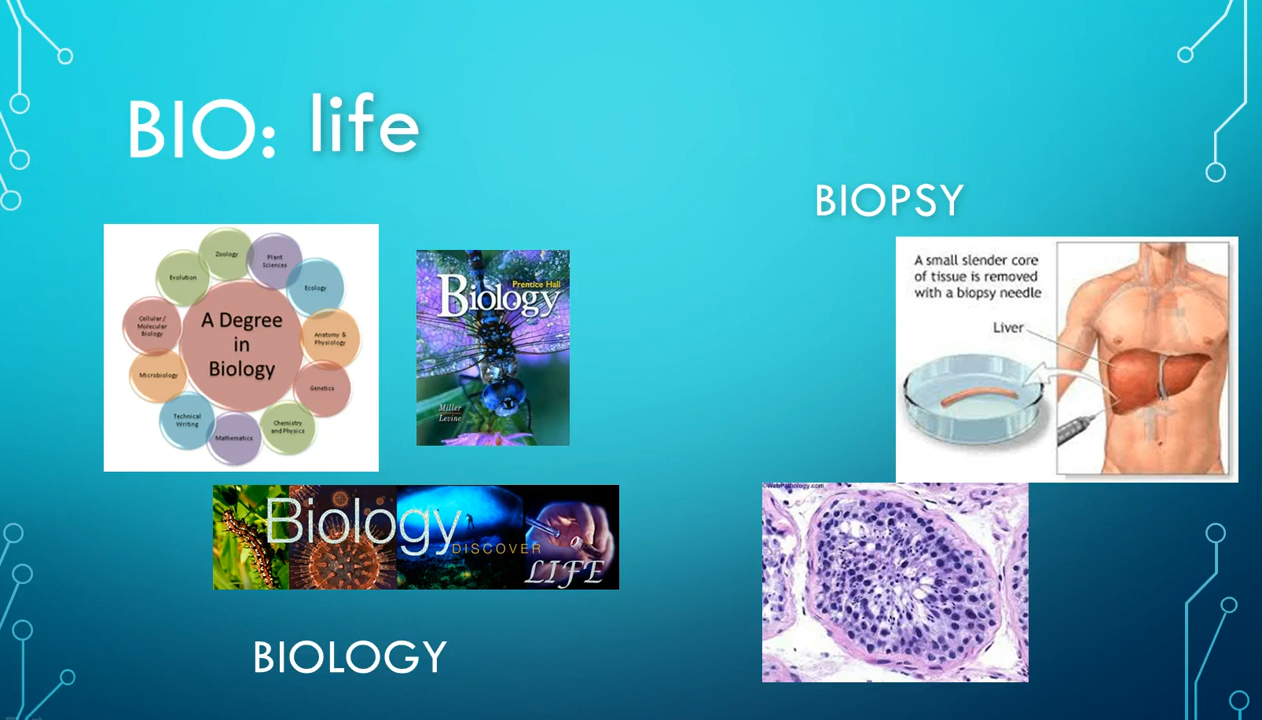 BIO: life
BIOPSY
A Degree
in
Biology
Zoology
Plant
Sciences
Ecology
Anatomy &
Physiology
Genetics
Chemistry
and Physics
Mathematics
Technical
Writing
Microbiology
Cellular /
Molecular
Biology
Evolution
Prentice Hall
Biology
Miller
Levine
A small slender core
of tissue is removed
with a biopsy needle
Liver
Biology
DISCOVER
LIFE
©WebPathology.com
BIOLOGY